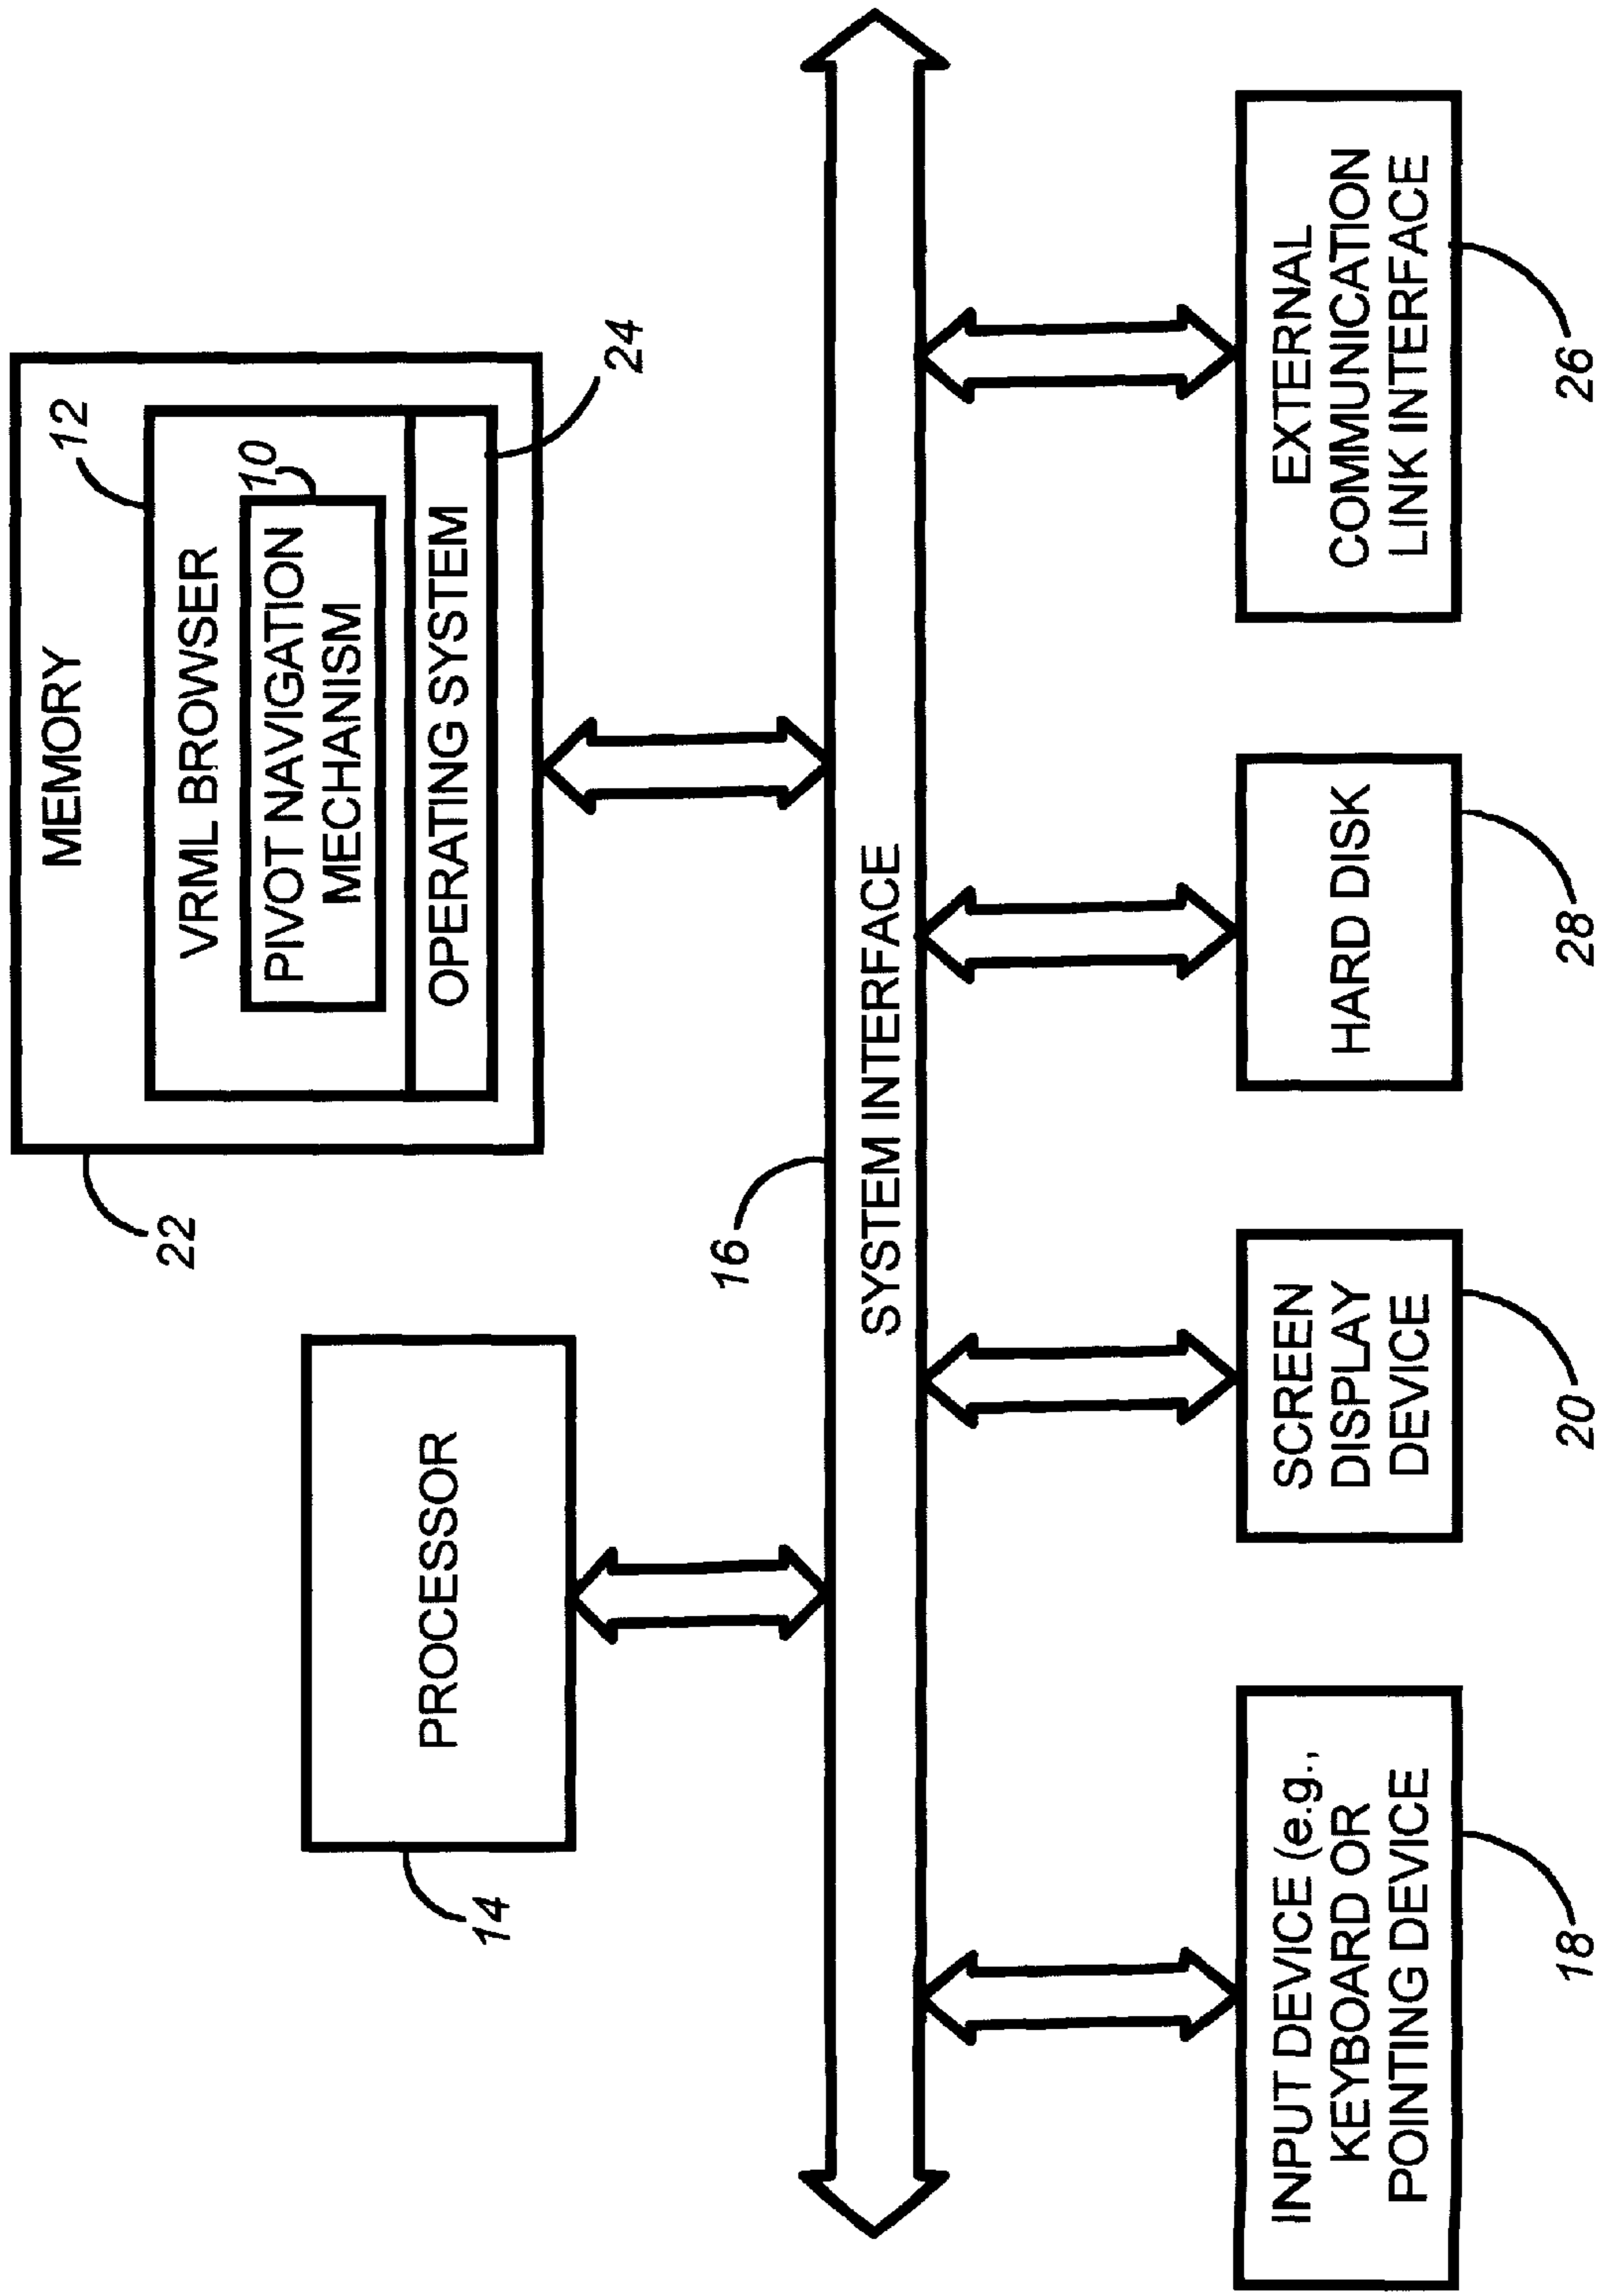 MEMORY
12
VRML BROWSER
10
PIVOT NAVIGATION
MECHANISM
OPERATING SYSTEM
24
22
PROCESSOR
14
16
SYSTEM INTERFACE
INPUT DEVICE (e.g.,
KEYBOARD OR
POINTING DEVICE
18
SCREEN
DISPLAY
DEVICE
20
HARD DISK
28
EXTERNAL
COMMUNICATION
LINK INTERFACE
26